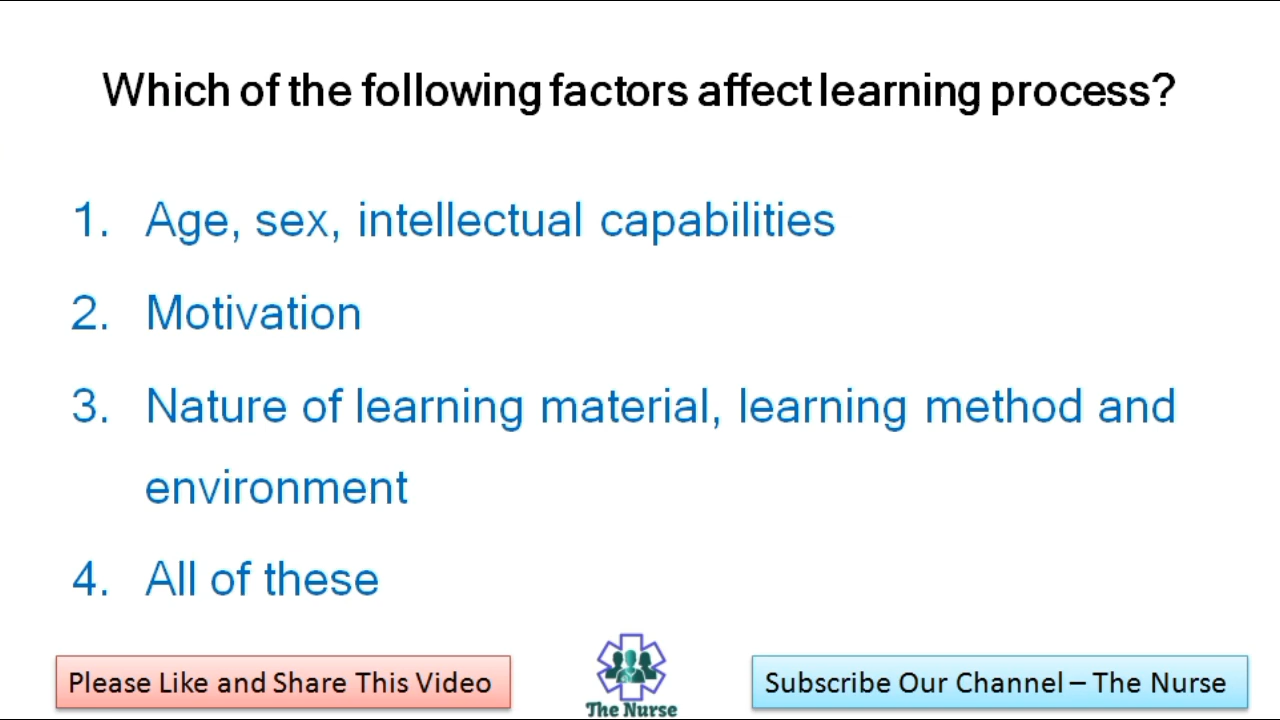 Which of the following factors affect learning process?
1. Age, sex, intellectual capabilities
2. Motivation
3. Nature of learning material, learning method and
environment
4. All of these
Please Like and Share This Video
The Nurse
Subscribe Our Channel – The Nurse